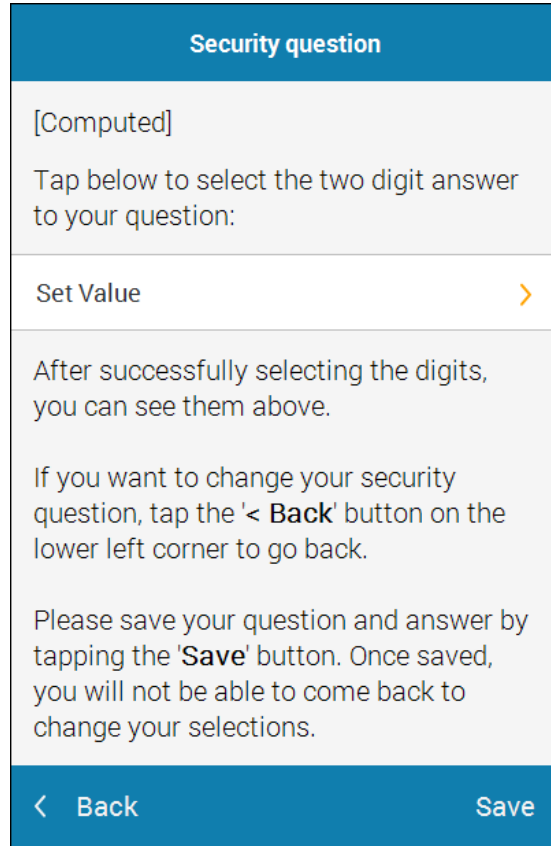 Security question
[Computed]
Tap below to select the two digit answer
to your question:
Set Value
After successfully selecting the digits,
you can see them above.
If you want to change your security
question, tap the '< Back' button on the
lower left corner to go back.
Please save your question and answer by
tapping the 'Save' button. Once saved,
you will not be able to come back to
change your selections.
Back
Save